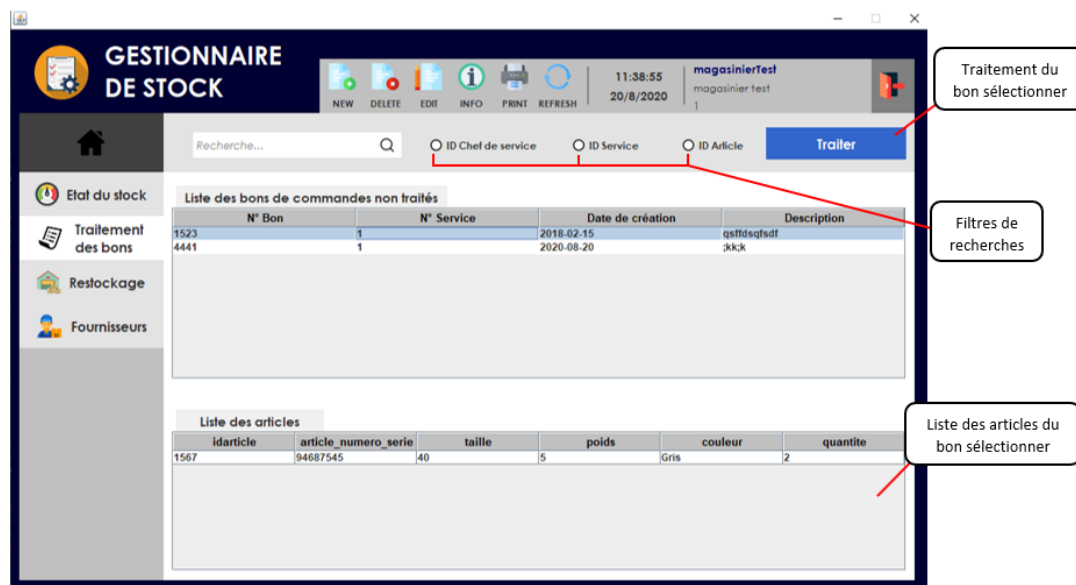 GESTIONNAIRE
DE STOCK
NEW DELETE EDIT INFO PRINT REFRESH
11:38:55
20/8/2020
magasinierTest
magasinier test
1
Traitement du
bon sélectionner
Recherche...
ID Chef de service
ID Service
ID Article
Traiter
Etat du stock
Traitement
des bons
Restockage
Fournisseurs
Liste des bons de commandes non traités
N° Bon N° Service Date de création Description
1523 1 2018-02-15 qsffdsqfsdf
4441 1 2020-08-20 ;kk;k
Filtres de
recherches
Liste des articles
idarticle article_numero_serie taille poids couleur quantite
1567 94687545 40 5 Gris 2
Liste des articles du
bon sélectionner